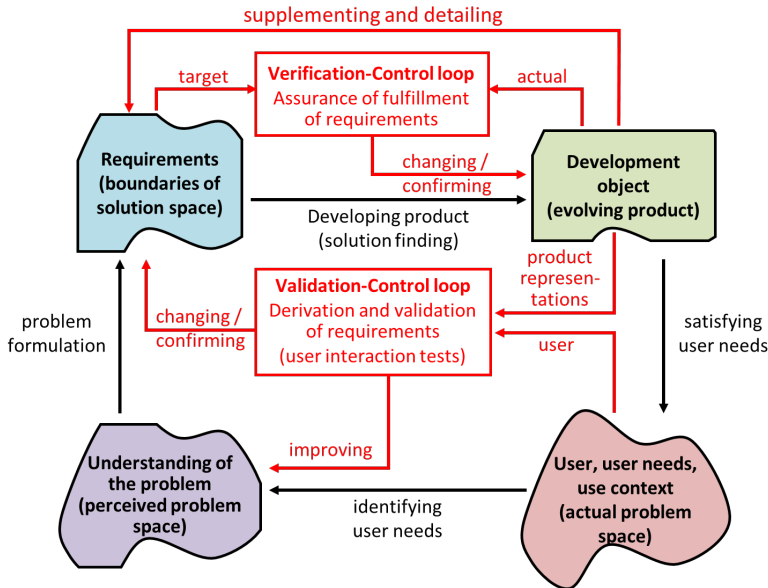 supplementing and detailing
target
Verification-Control loop
Assurance of fulfillment
of requirements
actual
Requirements
(boundaries of
solution space)
changing /
confirming
Development
object
(evolving product)
Developing product
(solution finding)
product
represen-
tations
Validation-Control loop
Derivation and validation
of requirements
(user interaction tests)
changing /
confirming
problem
formulation
user
satisfying
user needs
improving
Understanding of
the problem
(perceived problem
space)
identifying
user needs
User, user needs,
use context
(actual problem
space)